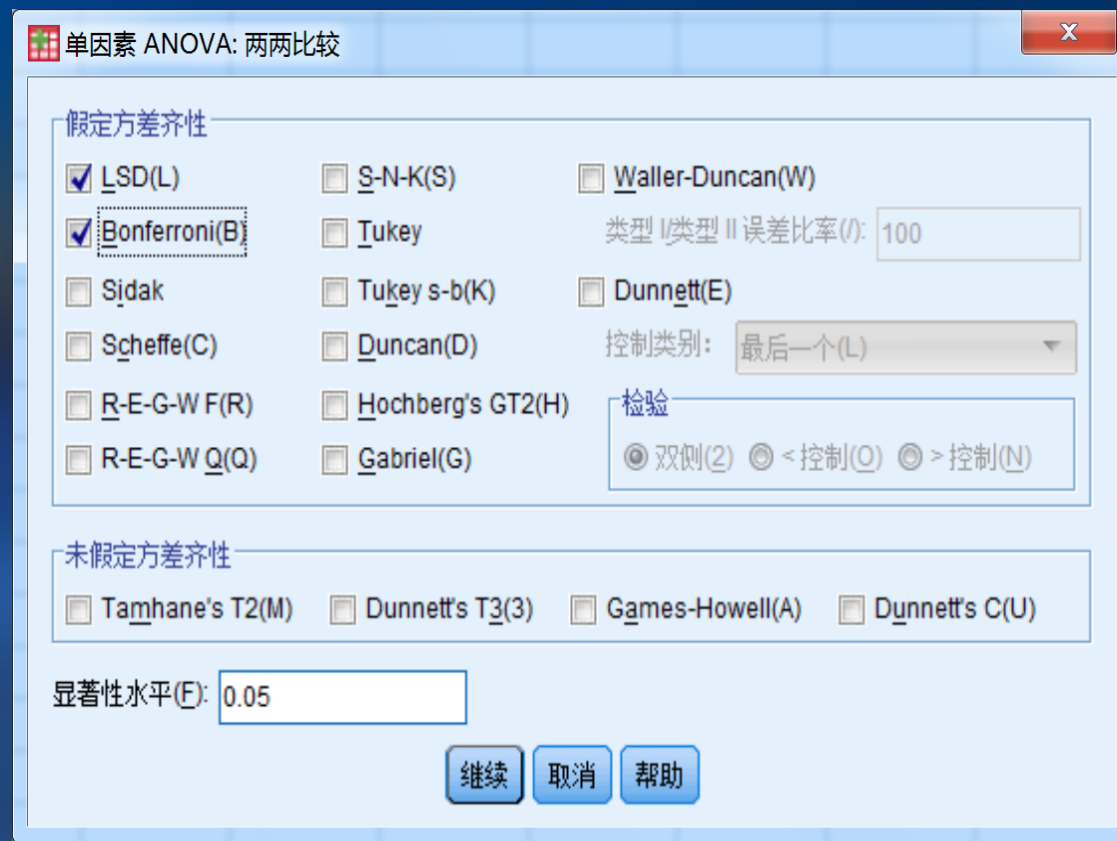 单因素 ANOVA: 两两比较
X
假定方差齐性
LSD(L) S-N-K(S) Waller-Duncan(W)
Bonferroni(B) Tukey 类型 I/类型 II 误差比率(/): 100
Sidak Tukey s-b(K) Dunnett(E)
Scheffe(C) Duncan(D) 控制类别: 最后一个(L)
R-E-G-W F(R) Hochberg's GT2(H) 检验
R-E-G-W Q(Q) Gabriel(G) 双侧(2) < 控制(O) > 控制(N)
未假定方差齐性
Tamhane's T2(M) Dunnett's T3(3) Games-Howell(A) Dunnett's C(U)
显著性水平(F): 0.05
继续 取消 帮助